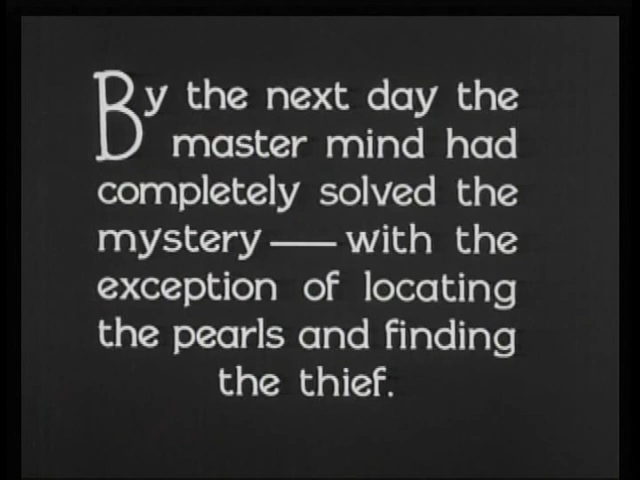 By the next day the
master mind had
completely solved the
mystery — with the
exception of locating
the pearls and finding
the thief.